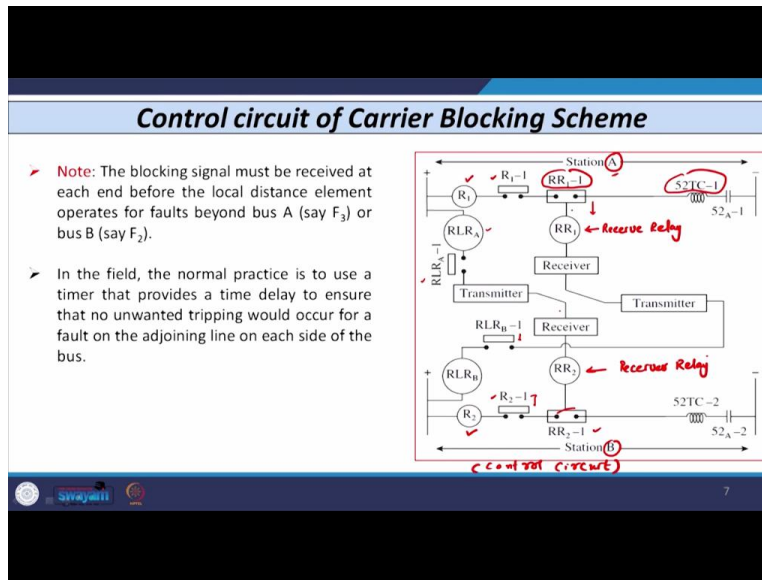 Control circuit of Carrier Blocking Scheme
Note: The blocking signal must be received at
each end before the local distance element
operates for faults beyond bus A (say F3) or
bus B (say F2).
In the field, the normal practice is to use a
timer that provides a time delay to ensure
that no unwanted tripping would occur for a
fault on the adjoining line on each side of the
bus.
Station A
+
R1–1
RR1–1
52TC–1
–
R1
52A–1
RLRA
RR1
Receive Relay
RLRA–1
Receiver
Transmitter
Transmitter
RLRB–1
Receiver
+
RLRB
RR2
Receiver Relay
–
R2–1
52TC–2
R2
RR2–1
52A–2
Station B
(control circuit)
swayam
7